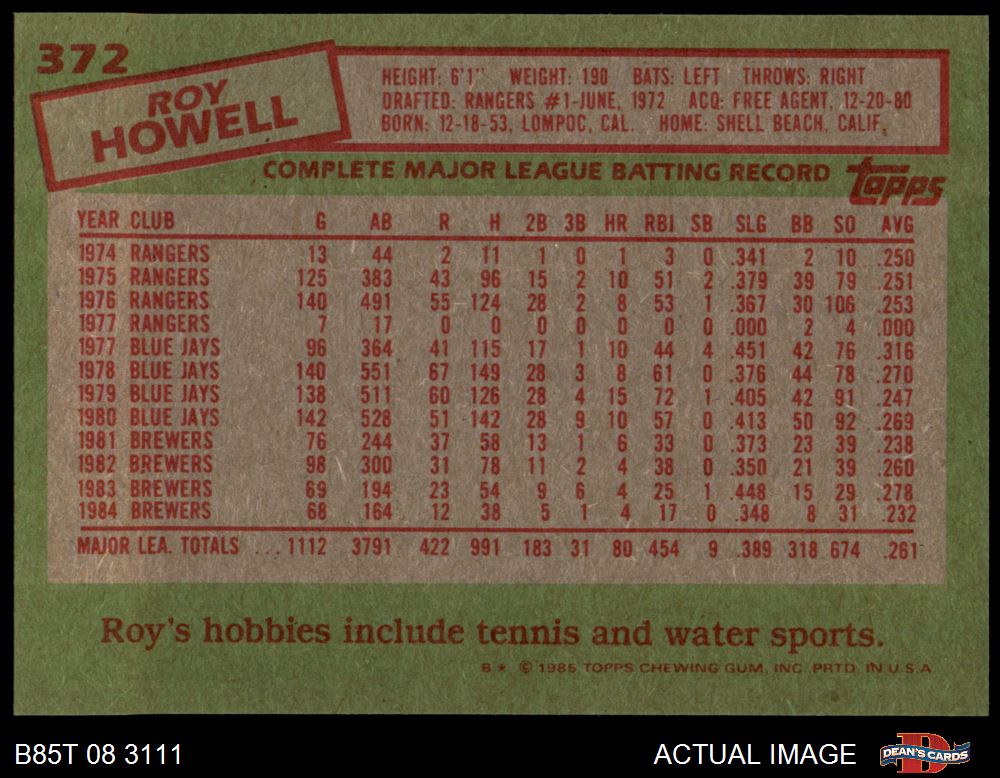 372
ROY
HOWELL
HEIGHT: 6'1" WEIGHT: 190 BATS: LEFT THROWS: RIGHT
DRAFTED: RANGERS #1-JUNE, 1972 ACQ: FREE AGENT, 12-20-80
BORN: 12-18-53, LOMPOC, CAL. HOME: SHELL BEACH, CALIF.
COMPLETE MAJOR LEAGUE BATTING RECORD
topps
YEAR CLUB G AB R H 2B 3B HR RBI SB SLG BB SO AVG
1974 RANGERS 13 44 2 11 1 0 1 3 0 .341 2 10 .250
1975 RANGERS 125 383 43 96 15 2 10 51 2 .379 39 79 .251
1976 RANGERS 140 491 55 124 28 2 8 53 1 .367 30 106 .253
1977 RANGERS 7 17 0 0 0 0 0 0 0 .000 2 4 .000
1977 BLUE JAYS 96 364 41 115 17 1 10 44 4 .451 42 76 .316
1978 BLUE JAYS 140 551 67 149 28 3 8 61 0 .376 44 78 .270
1979 BLUE JAYS 138 511 60 126 28 4 15 72 1 .405 42 91 .247
1980 BLUE JAYS 142 528 51 142 28 9 10 57 0 .413 50 92 .269
1981 BREWERS 76 244 37 58 13 1 6 33 0 .373 23 39 .238
1982 BREWERS 98 300 31 78 11 2 4 38 0 .350 21 39 .260
1983 BREWERS 69 194 23 54 9 6 4 25 1 .448 15 29 .278
1984 BREWERS 68 164 12 38 5 1 4 17 0 .348 8 31 .232
MAJOR LEA. TOTALS ... 1112 3791 422 991 183 31 80 454 9 .389 318 674 .261
Roy's hobbies include tennis and water sports.
B★ © 1985 TOPPS CHEWING GUM, INC. PRTD. IN U.S.A.
B85T 08 3111
ACTUAL IMAGE
DEAN'S CARDS